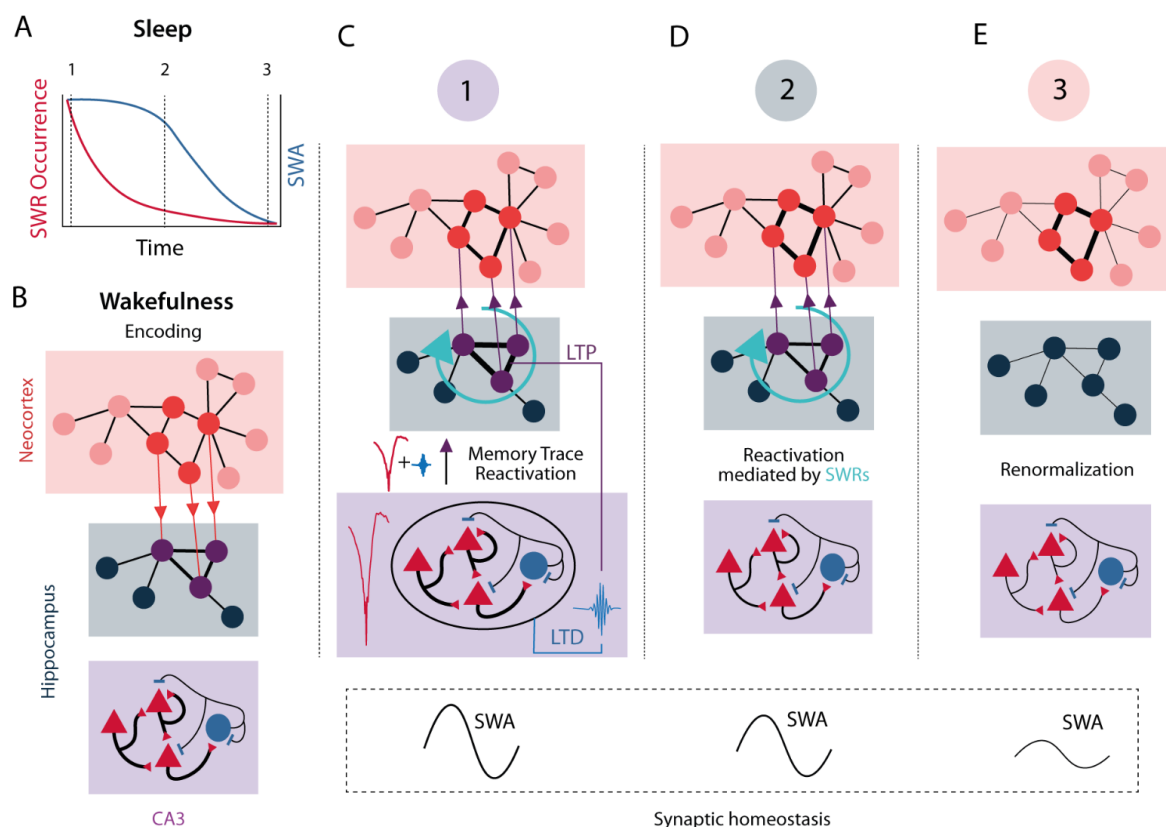 A
Sleep
1
2
3
SWR Occurrence
SWA
Time
B
Wakefulness
Encoding
Neocortex
Hippocampus
CA3
C
1
LTP
+
Memory Trace
Reactivation
LTD
D
2
Reactivation
mediated by SWRs
E
3
Renormalization
SWA
SWA
SWA
Synaptic homeostasis